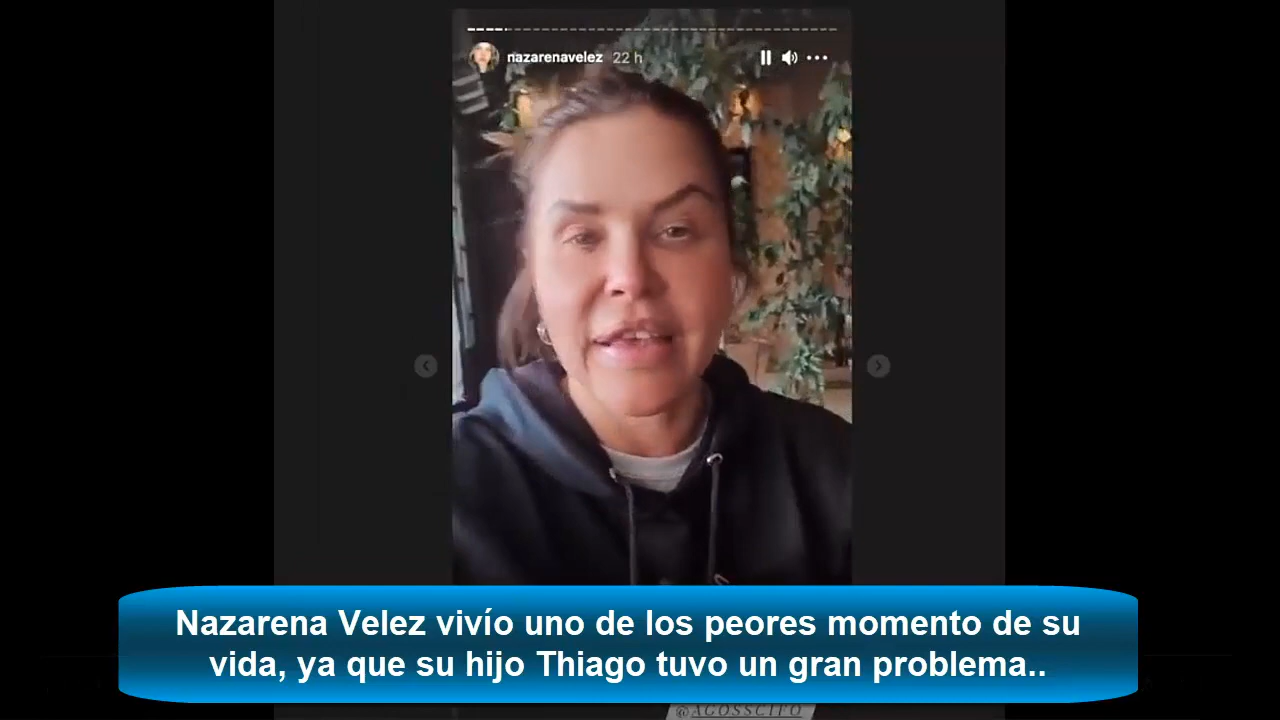 nazarenavelez 22 h
Nazarena Velez vivío uno de los peores momento de su
vida, ya que su hijo Thiago tuvo un gran problema..
@AGOSSCIFO